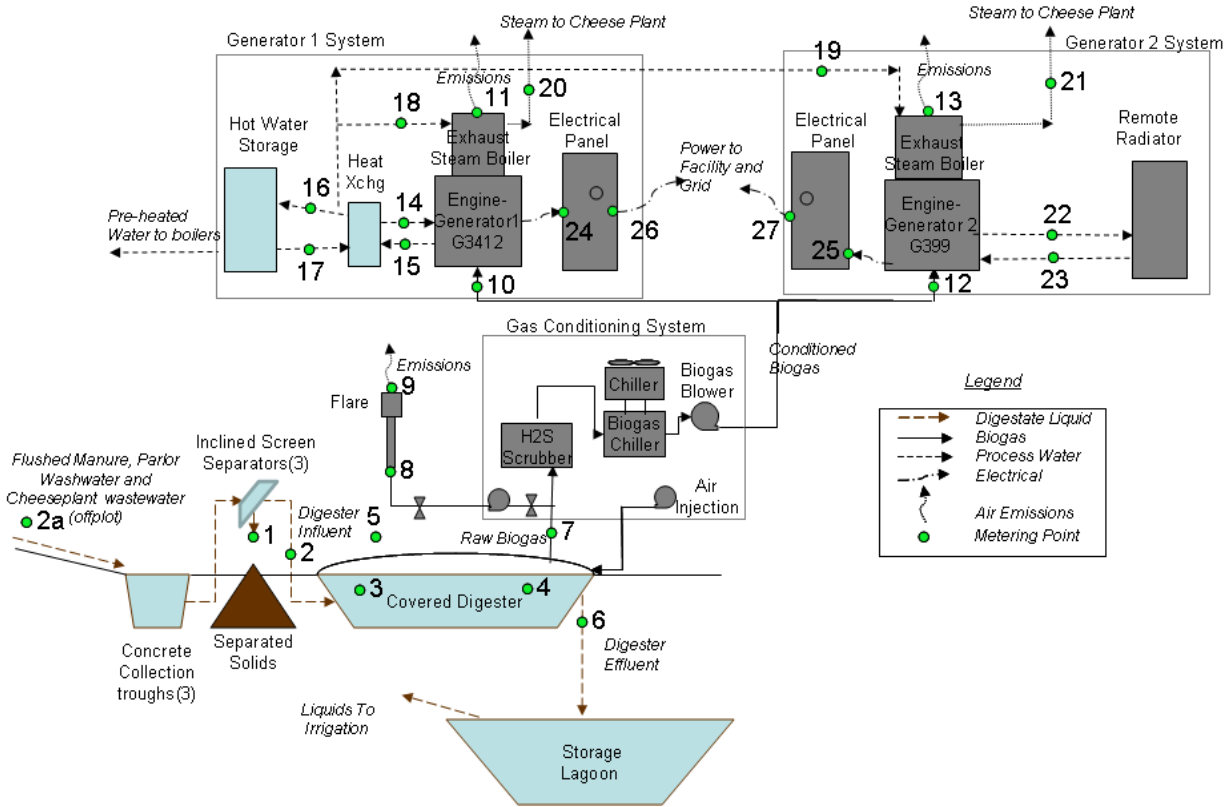 Steam to Cheese Plant
Steam to Cheese Plant
Generator 1 System
Generator 2 System
19
Emissions
11
20
Emissions
13
21
18
Hot Water
Storage
Exhaust
Steam Boiler
Electrical
Panel
Electrical
Panel
Exhaust
Steam Boiler
Remote
Radiator
Heat
Xchg
Power to
Facility and
Grid
16
14
Engine-
Generator1
G3412
Engine-
Generator 2
G399
22
Pre-heated
Water to boilers
24
26
27
17
15
25
23
10
12
Gas Conditioning System
Conditioned
Biogas
Emissions
9
Flare
Chiller
Biogas
Blower
Legend
Biogas
Chiller
H2S
Scrubber
Inclined Screen
Separators(3)
8
Digestate Liquid
Biogas
Process Water
Electrical
Air Emissions
Metering Point
Flushed Manure, Parlor
Washwater and
Cheeseplant wastewater
(offplot)
2a
Air
Injection
Digester
Influent
5
1
2
Raw Biogas
7
3
4
Covered Digester
6
Digester
Effluent
Concrete
Collection
troughs(3)
Separated
Solids
Liquids To
Irrigation
Storage
Lagoon